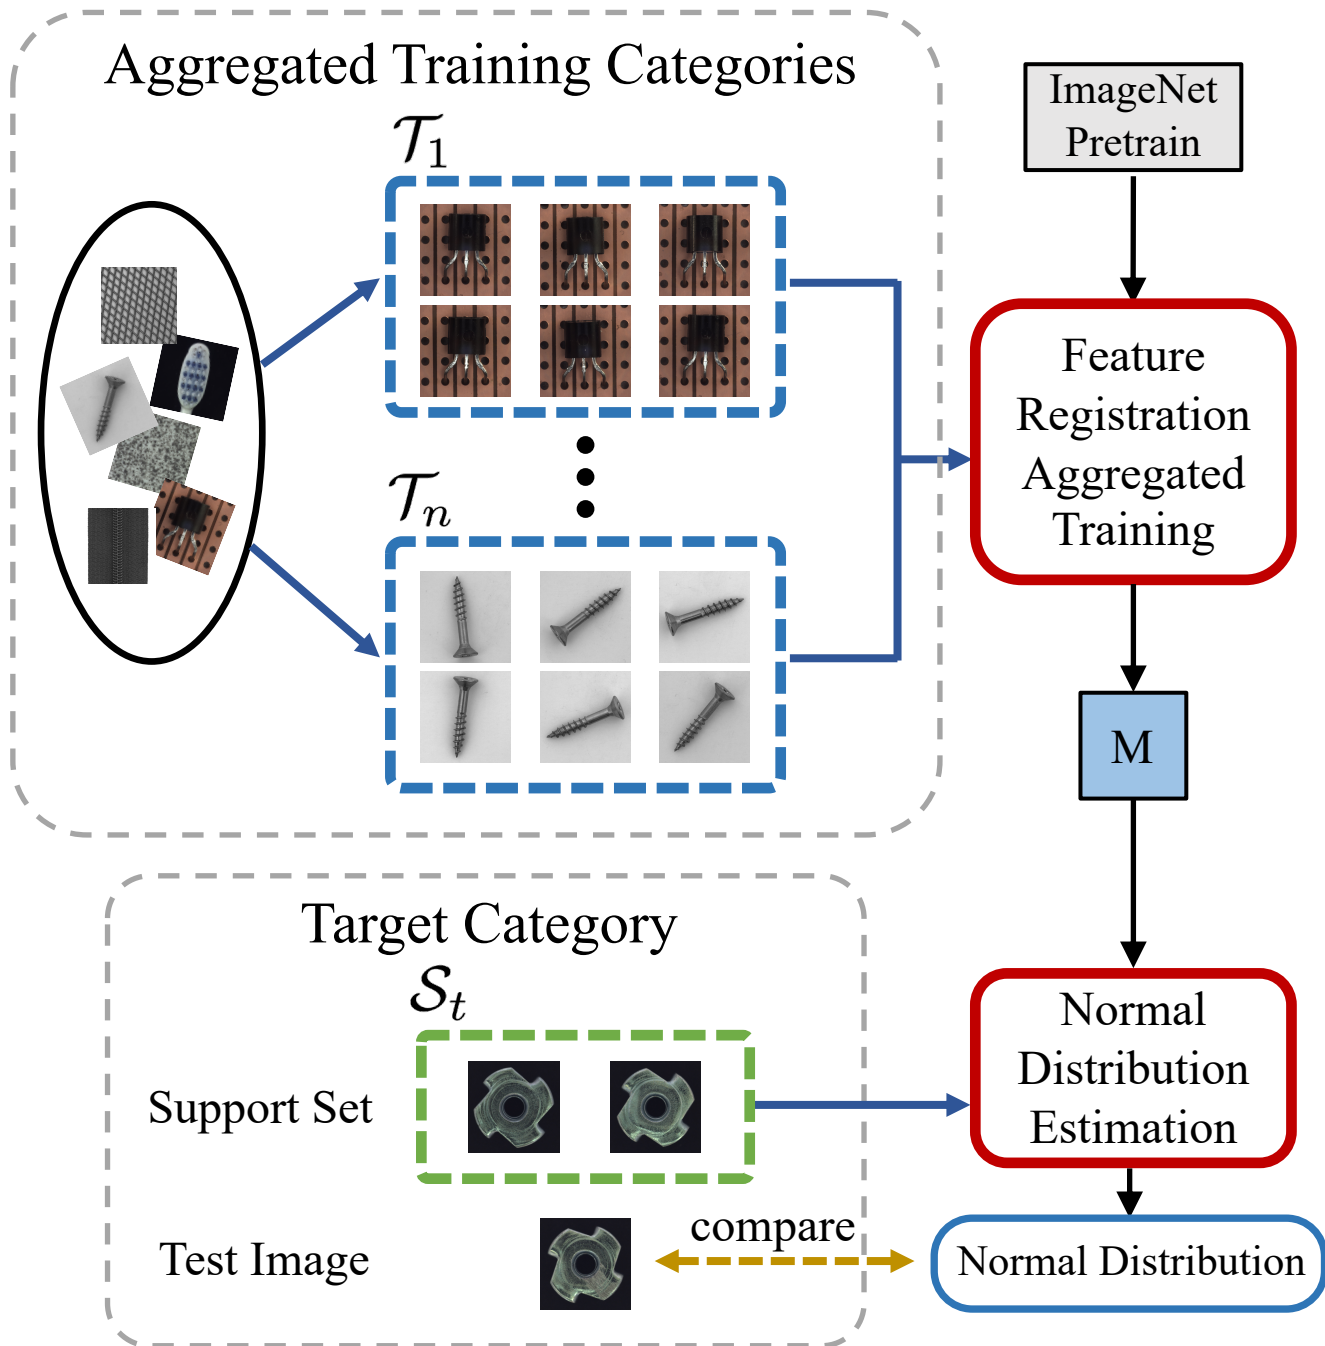 Aggregated Training Categories
𝒯1
𝒯n
ImageNet
Pretrain
Feature
Registration
Aggregated
Training
M
Target Category
𝒮t
Support Set
Test Image
compare
Normal
Distribution
Estimation
Normal Distribution